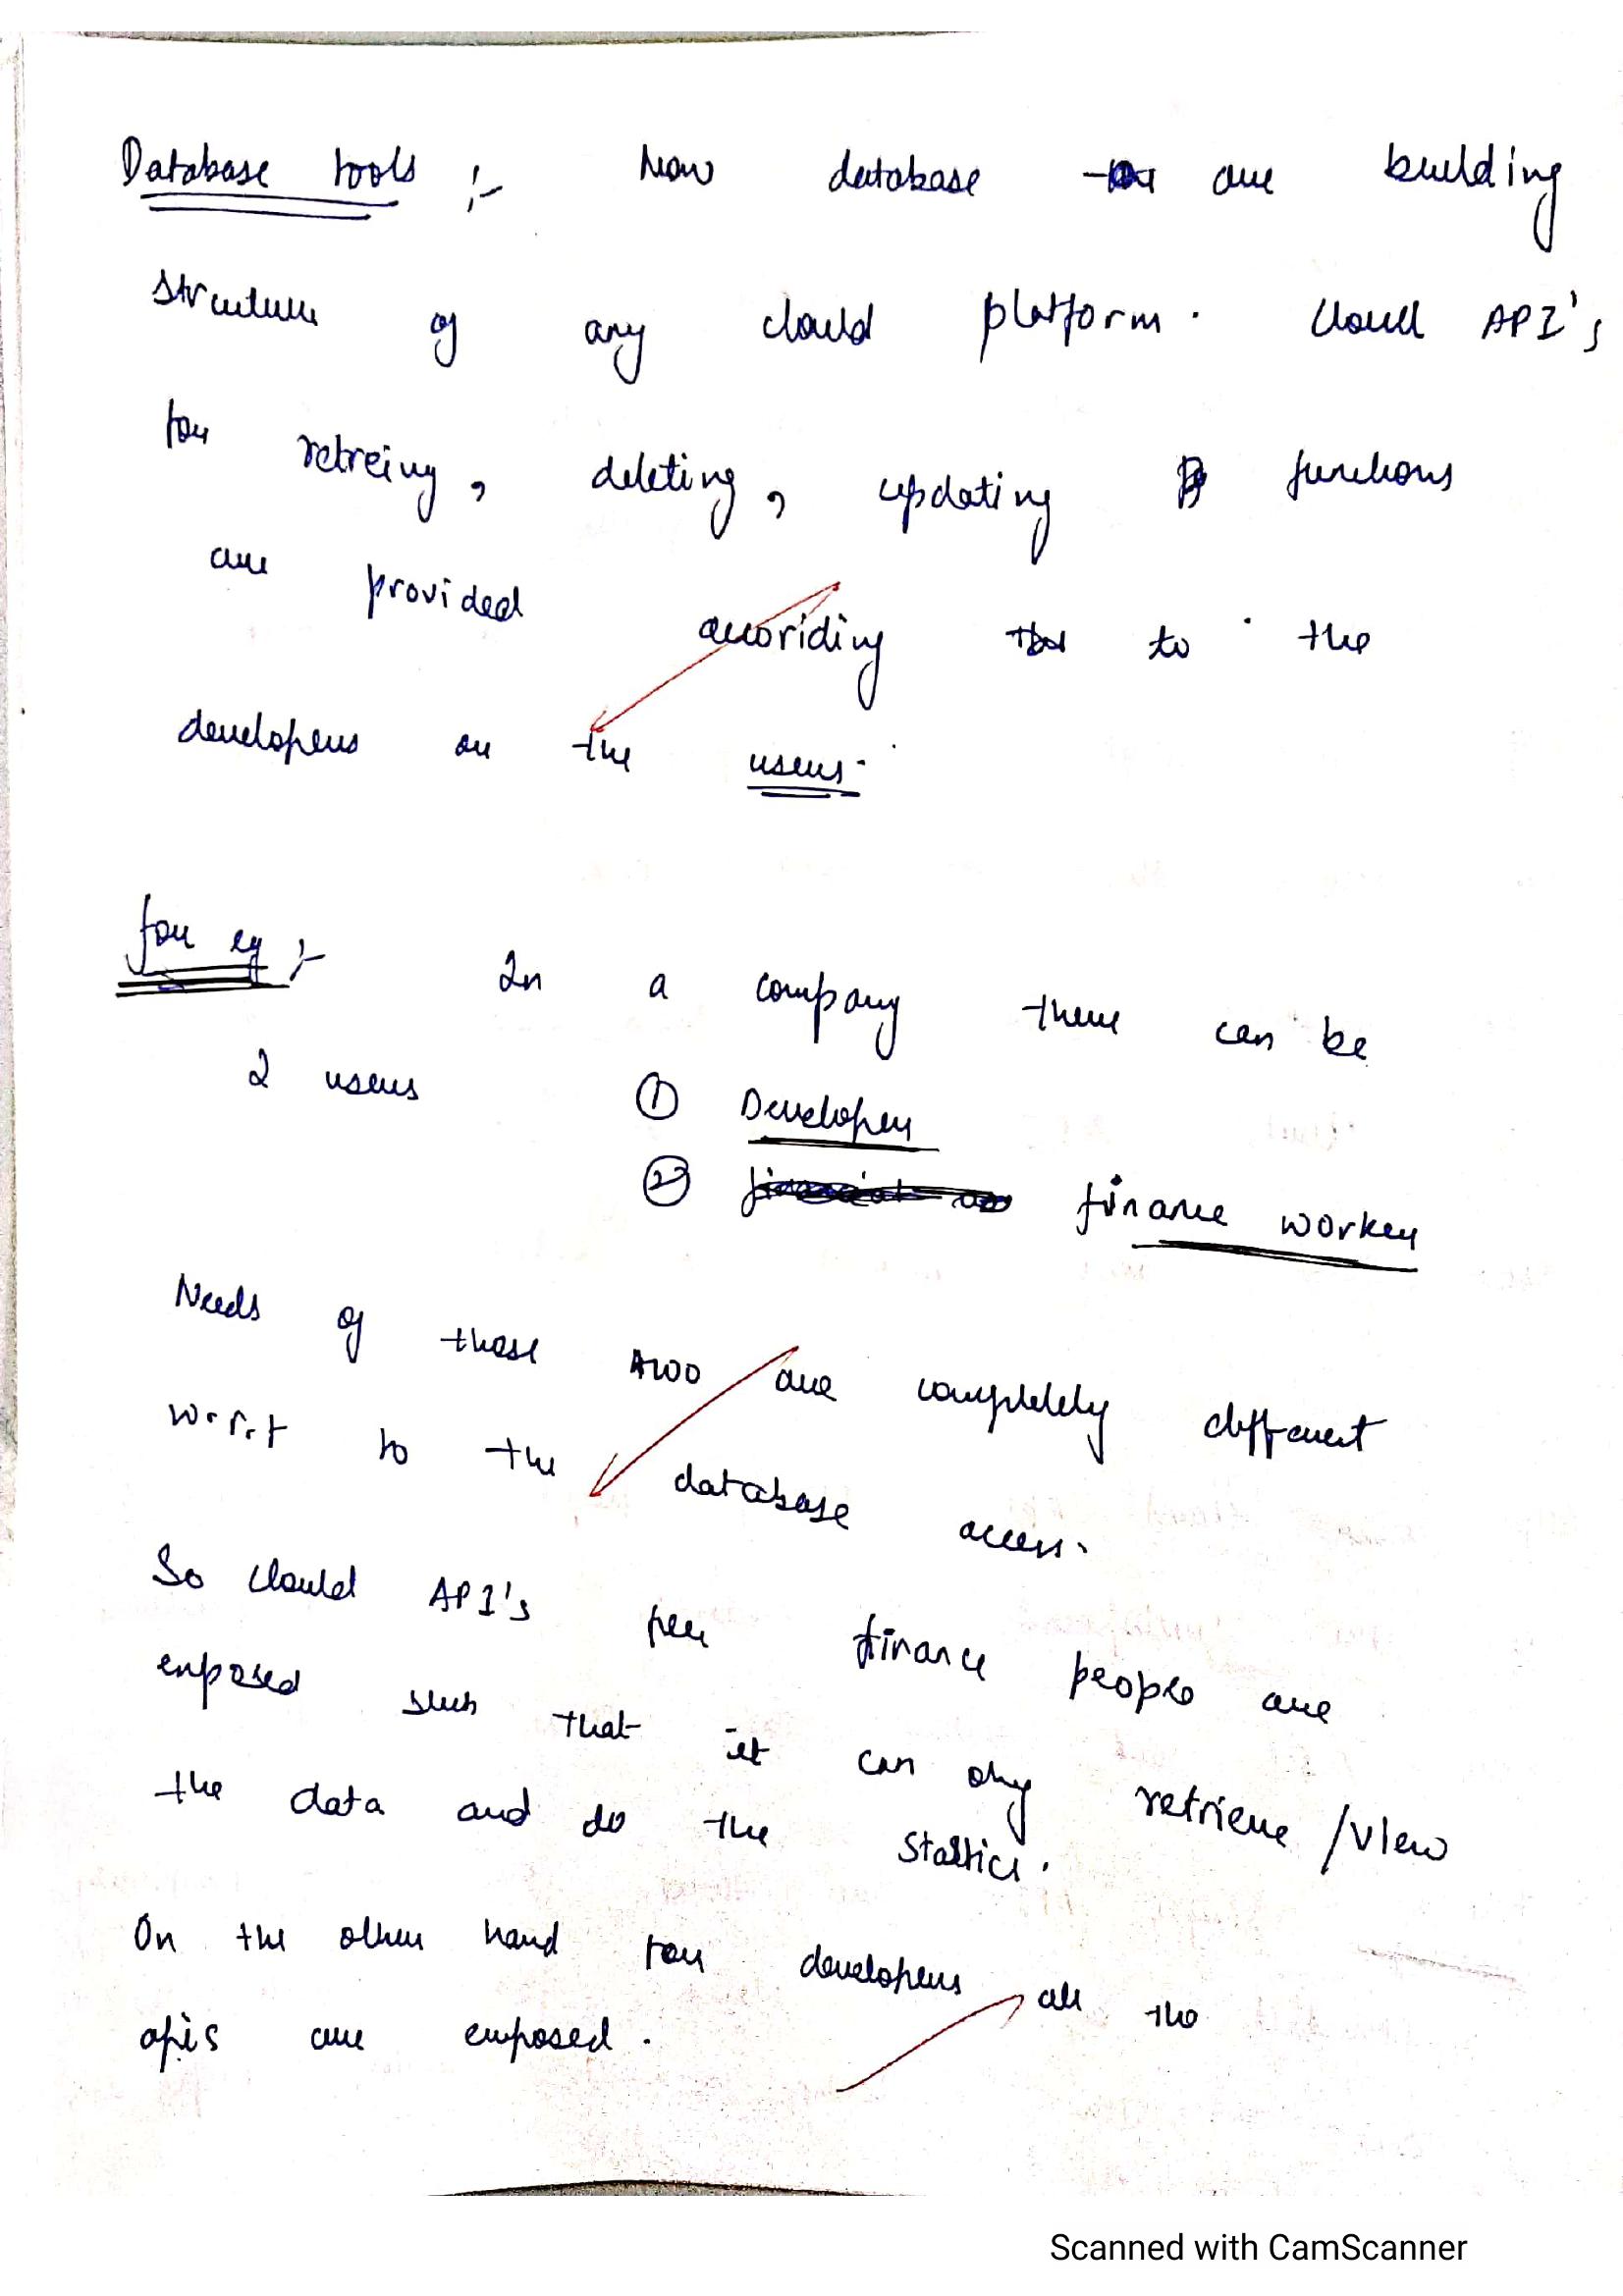 Database tools :- Now database are building
structure of any cloud platform. Cloud API's
for retreing, deleting, updating functions
are provided accoriding to the
developers or the users.
for eg :- In a company there can be
2 users ① Developer
② finance worker
Needs of these two are completely different
w.r.t to the database access.
So cloud API's for finance people are
exposed such that it can only retrieve /view
the data and do the stattics.
On the other hand for developers all the
apis are exposed.
Scanned with CamScanner